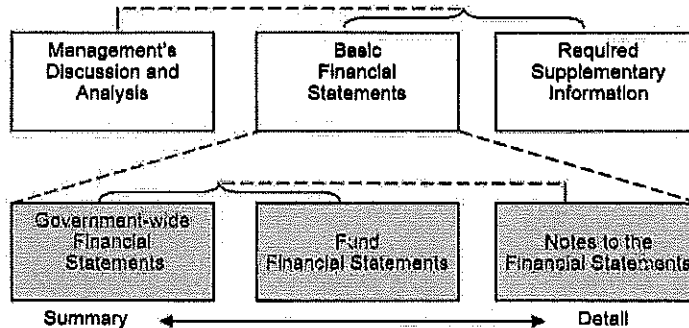 Management's
Discussion and
Analysis
Basic
Financial
Statements
Required
Supplementary
Information
Government-wide
Financial
Statements
Fund
Financial Statements
Notes to the
Financial Statements
Summary
Detail